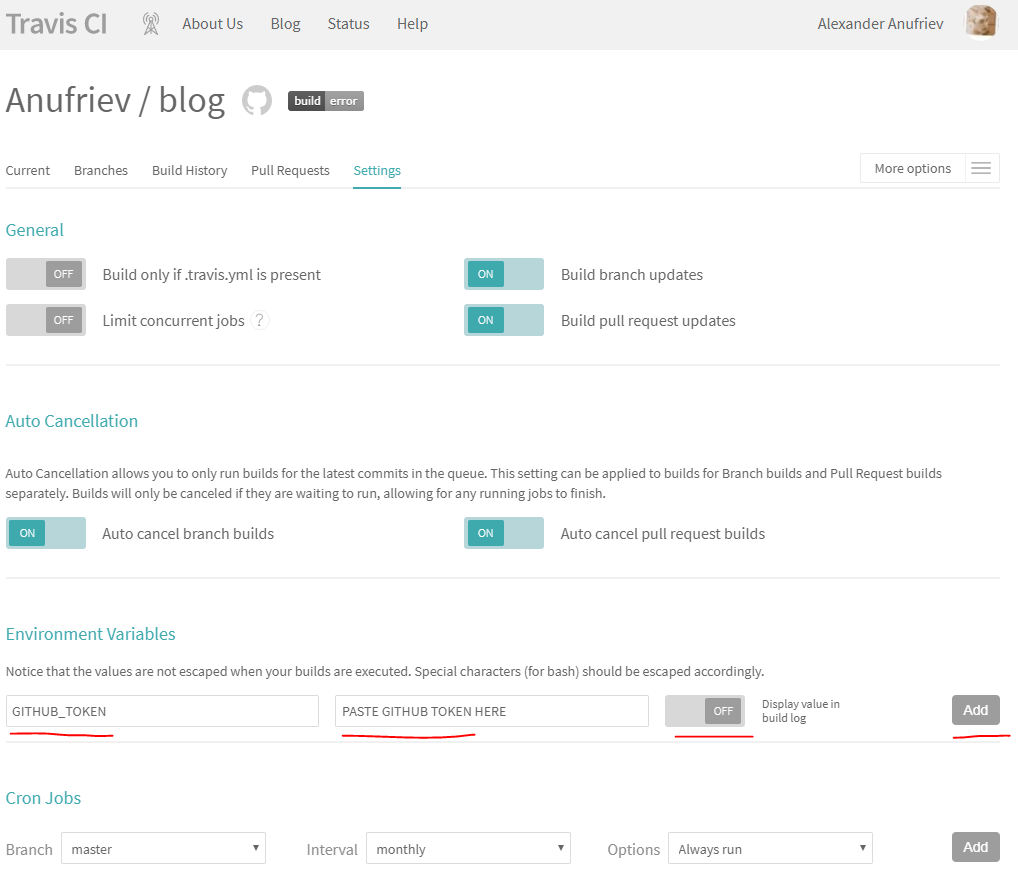 Travis CI About Us Blog Status Help Alexander Anufriev
Anufriev / blog build error
Current Branches Build History Pull Requests Settings More options
General
OFF Build only if .travis.yml is present ON Build branch updates
OFF Limit concurrent jobs ? ON Build pull request updates
Auto Cancellation
Auto Cancellation allows you to only run builds for the latest commits in the queue. This setting can be applied to builds for Branch builds and Pull Request builds
separately. Builds will only be canceled if they are waiting to run, allowing for any running jobs to finish.
ON Auto cancel branch builds ON Auto cancel pull request builds
Environment Variables
Notice that the values are not escaped when your builds are executed. Special characters (for bash) should be escaped accordingly.
GITHUB_TOKEN PASTE GITHUB TOKEN HERE OFF Display value in
build log Add
Cron Jobs
Branch master Interval monthly Options Always run Add